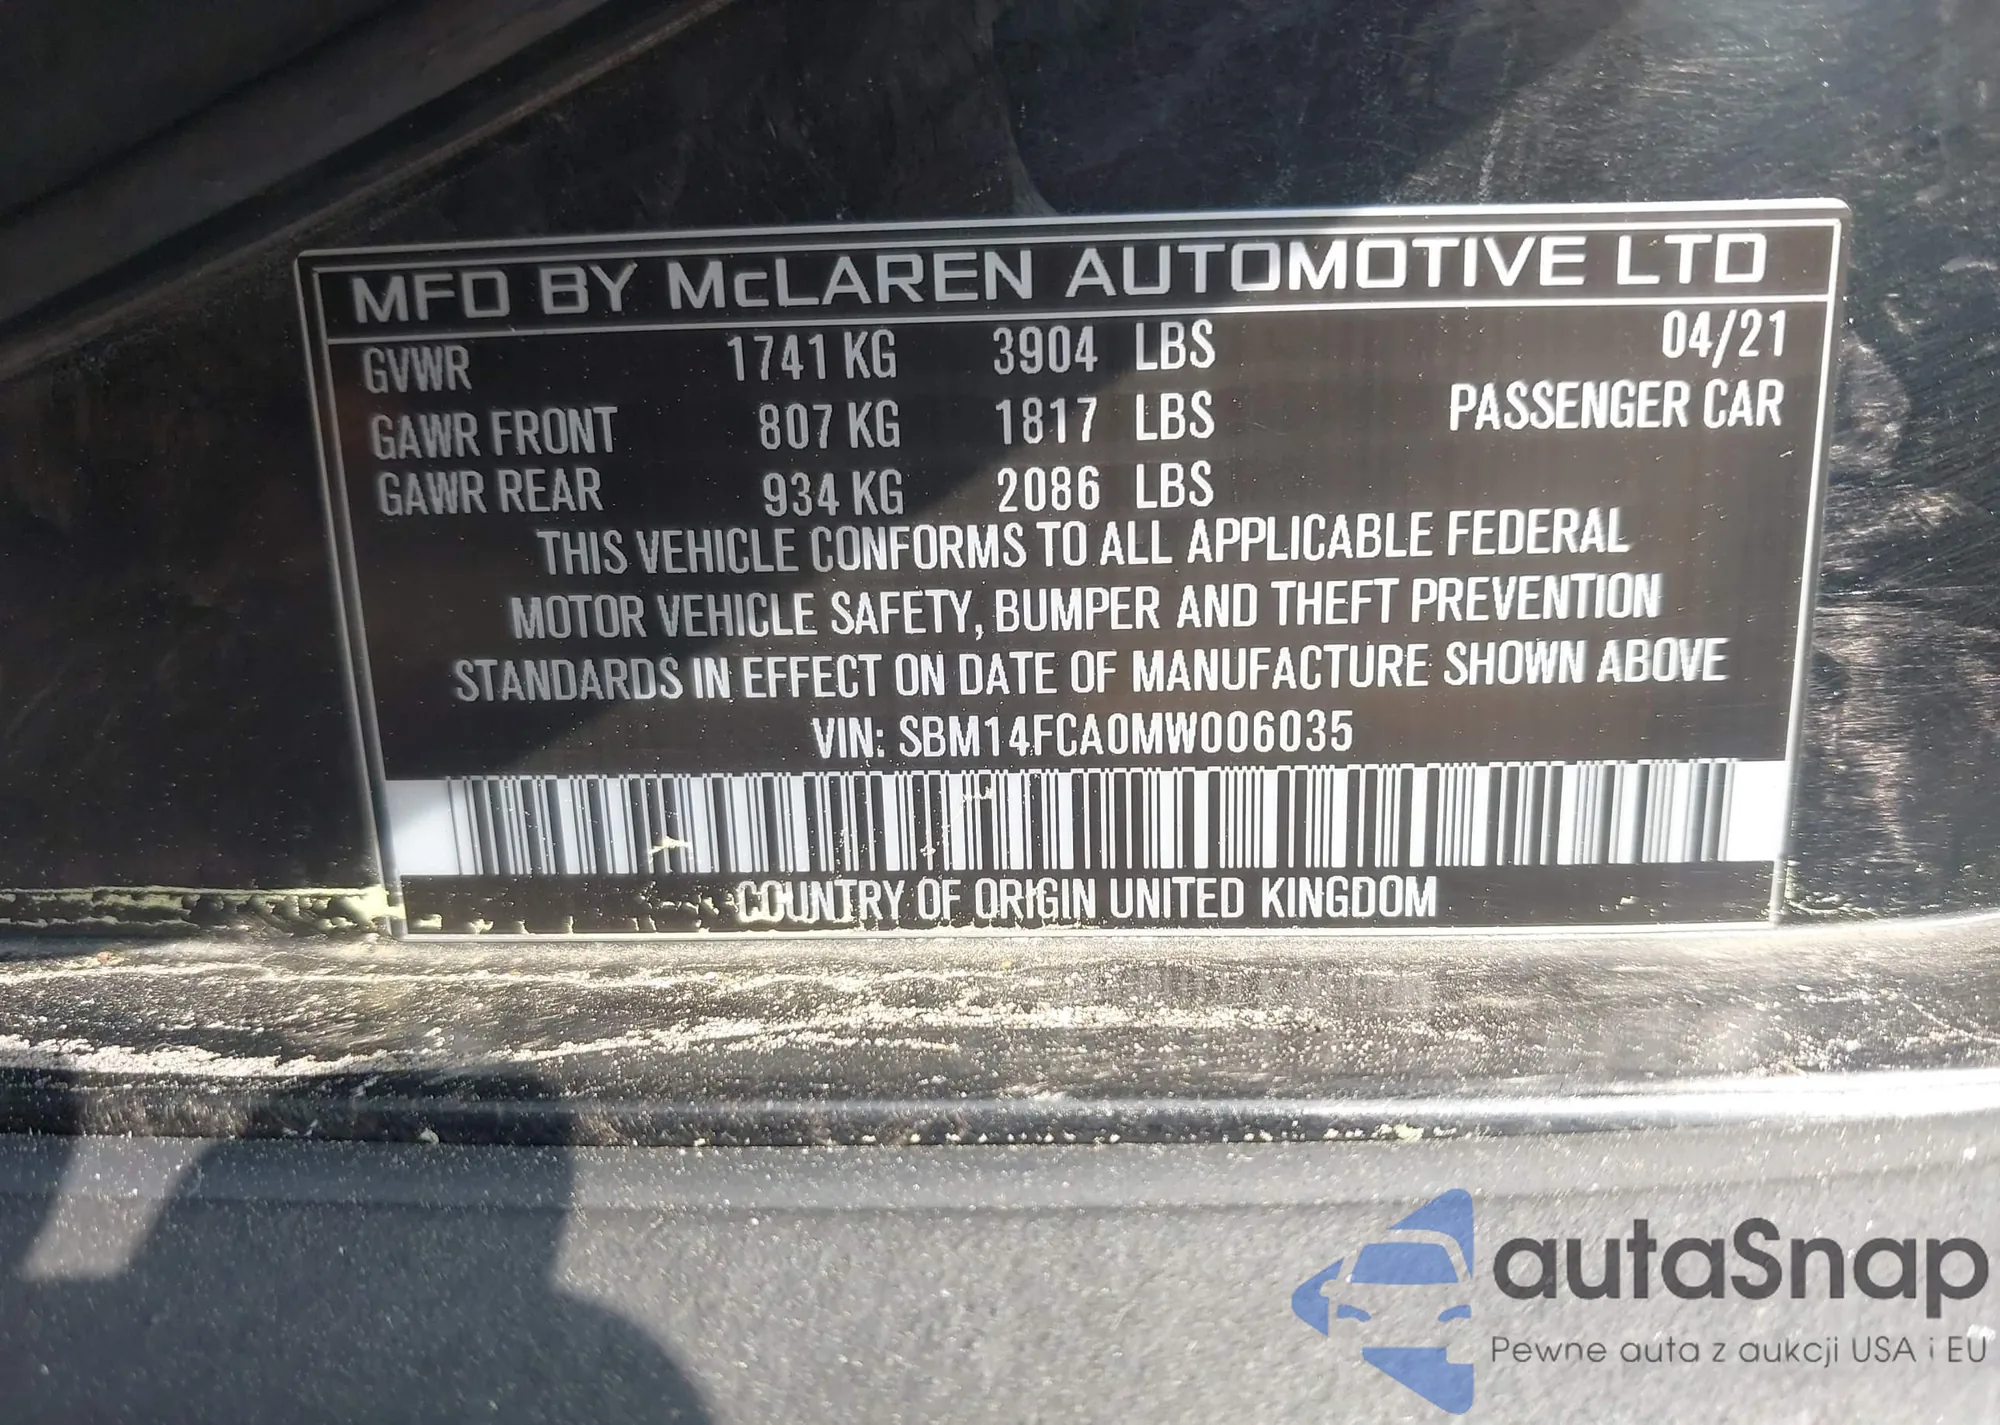 MFD BY McLAREN AUTOMOTIVE LTD
GVWR 1741 KG 3904 LBS 04/21
GAWR FRONT 807 KG 1817 LBS PASSENGER CAR
GAWR REAR 934 KG 2086 LBS
THIS VEHICLE CONFORMS TO ALL APPLICABLE FEDERAL
MOTOR VEHICLE SAFETY, BUMPER AND THEFT PREVENTION
STANDARDS IN EFFECT ON DATE OF MANUFACTURE SHOWN ABOVE
VIN: SBM14FCA0MW006035
COUNTRY OF ORIGIN UNITED KINGDOM
autaSnap
Pewne auta z aukcji USA i EU